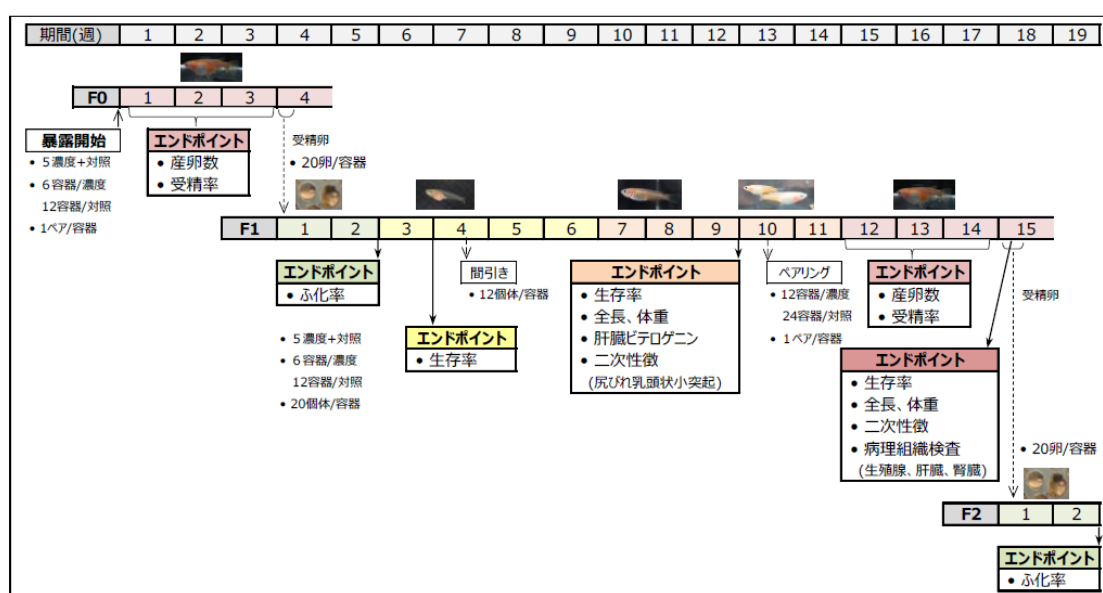 期間(週) 1 2 3 4 5 6 7 8 9 10 11 12 13 14 15 16 17 18 19
F0 1 2 3 4
暴露開始
• 5濃度+対照
• 6容器/濃度
12容器/対照
• 1ペア/容器
エンドポイント
• 産卵数
• 受精率
受精卵
• 20卵/容器
F1 1 2 3 4 5 6 7 8 9 10 11 12 13 14 15
エンドポイント
• ふ化率
• 5濃度+対照
• 6容器/濃度
12容器/対照
• 20個体/容器
エンドポイント
• 生存率
間引き
• 12個体/容器
エンドポイント
• 生存率
• 全長、体重
• 肝臓ビテロゲニン
• 二次性徴
(尻びれ乳頭状小突起)
ペアリング
• 12容器/濃度
24容器/対照
• 1ペア/容器
エンドポイント
• 産卵数
• 受精率
エンドポイント
• 生存率
• 全長、体重
• 二次性徴
• 病理組織検査
(生殖腺、肝臓、腎臓)
受精卵
• 20卵/容器
F2 1 2
エンドポイント
• ふ化率